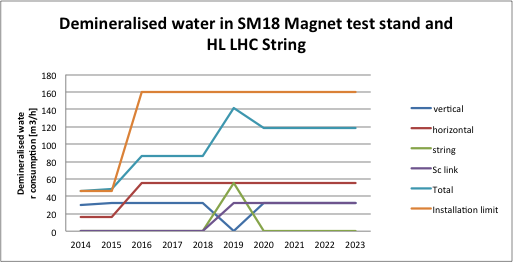 Demineralised water in SM18 Magnet test stand and
HL LHC String
Demineralised wate
r consumption [m3/h]
180
160
140
120
100
80
60
40
20
0
2014 2015 2016 2017 2018 2019 2020 2021 2022 2023
vertical
horizontal
string
Sc link
Total
Installation limit